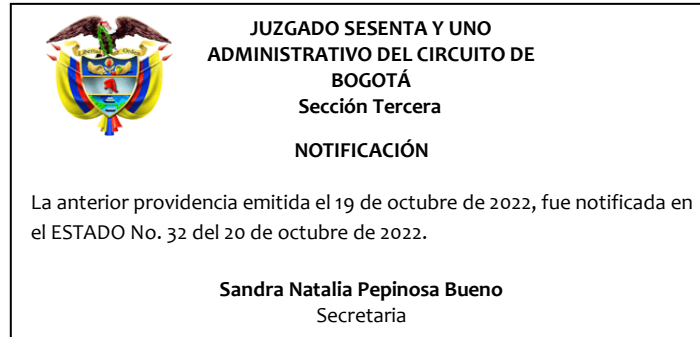 JUZGADO SESENTA Y UNO
ADMINISTRATIVO DEL CIRCUITO DE
BOGOTÁ
Sección Tercera
NOTIFICACIÓN
La anterior providencia emitida el 19 de octubre de 2022, fue notificada en
el ESTADO No. 32 del 20 de octubre de 2022.
Sandra Natalia Pepinosa Bueno
Secretaria